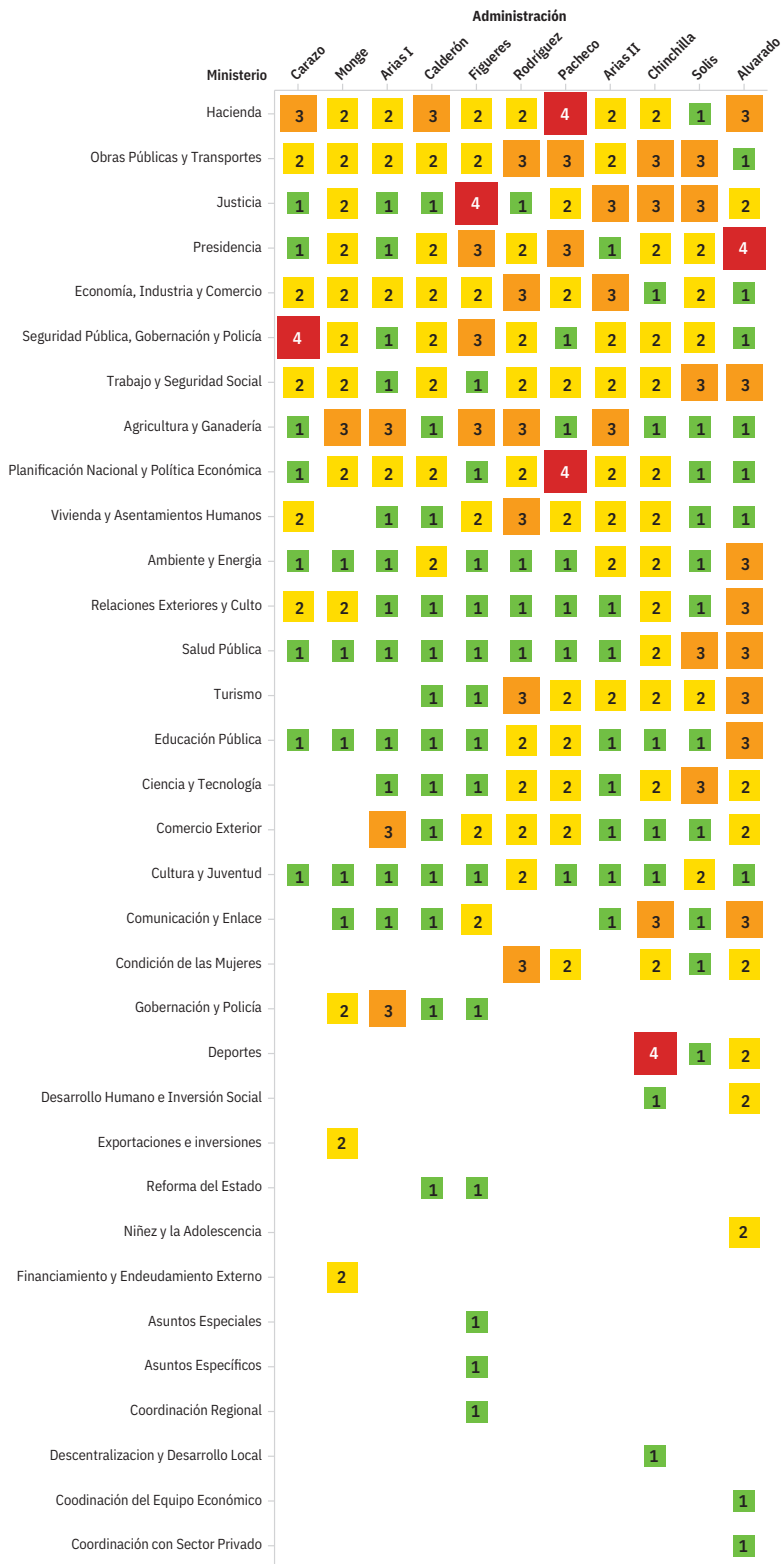 Administración
Ministerio Carazo Monge Arias I Calderón Figueres Rodríguez Pacheco Arias II Chinchilla Solis Alvarado
Hacienda 3 2 2 3 2 2 4 2 2 1 3
Obras Públicas y Transportes 2 2 2 2 2 3 3 2 3 3 1
Justicia 1 2 1 1 4 1 2 3 3 3 2
Presidencia 1 2 1 2 3 2 3 1 2 2 4
Economía, Industria y Comercio 2 2 2 2 2 3 2 3 1 2 1
Seguridad Pública, Gobernación y Policía 4 2 1 2 3 2 1 2 2 2 1
Trabajo y Seguridad Social 2 2 1 2 1 2 2 2 2 3 3
Agricultura y Ganadería 1 3 3 1 3 3 1 3 1 1 1
Planificación Nacional y Política Económica 1 2 2 2 1 2 4 2 2 1 1
Vivienda y Asentamientos Humanos 2 1 1 2 3 2 2 2 1 1
Ambiente y Energia 1 1 1 2 1 1 1 2 2 1 3
Relaciones Exteriores y Culto 2 2 1 1 1 1 1 1 2 1 3
Salud Pública 1 1 1 1 1 1 1 1 2 3 3
Turismo 1 1 3 2 2 2 2 3
Educación Pública 1 1 1 1 1 2 2 1 1 1 3
Ciencia y Tecnología 1 1 1 2 2 1 2 3 2
Comercio Exterior 3 1 2 2 2 1 1 1 2
Cultura y Juventud 1 1 1 1 1 2 1 1 1 2 1
Comunicación y Enlace 1 1 1 2 1 3 1 3
Condición de las Mujeres 3 2 2 1 2
Gobernación y Policía 2 3 1 1
Deportes 4 1 2
Desarrollo Humano e Inversión Social 1 2
Exportaciones e inversiones 2
Reforma del Estado 1 1
Niñez y la Adolescencia 2
Financiamiento y Endeudamiento Externo 2
Asuntos Especiales 1
Asuntos Específicos 1
Coordinación Regional 1
Descentralizacion y Desarrollo Local 1
Coodinación del Equipo Económico 1
Coordinación con Sector Privado 1